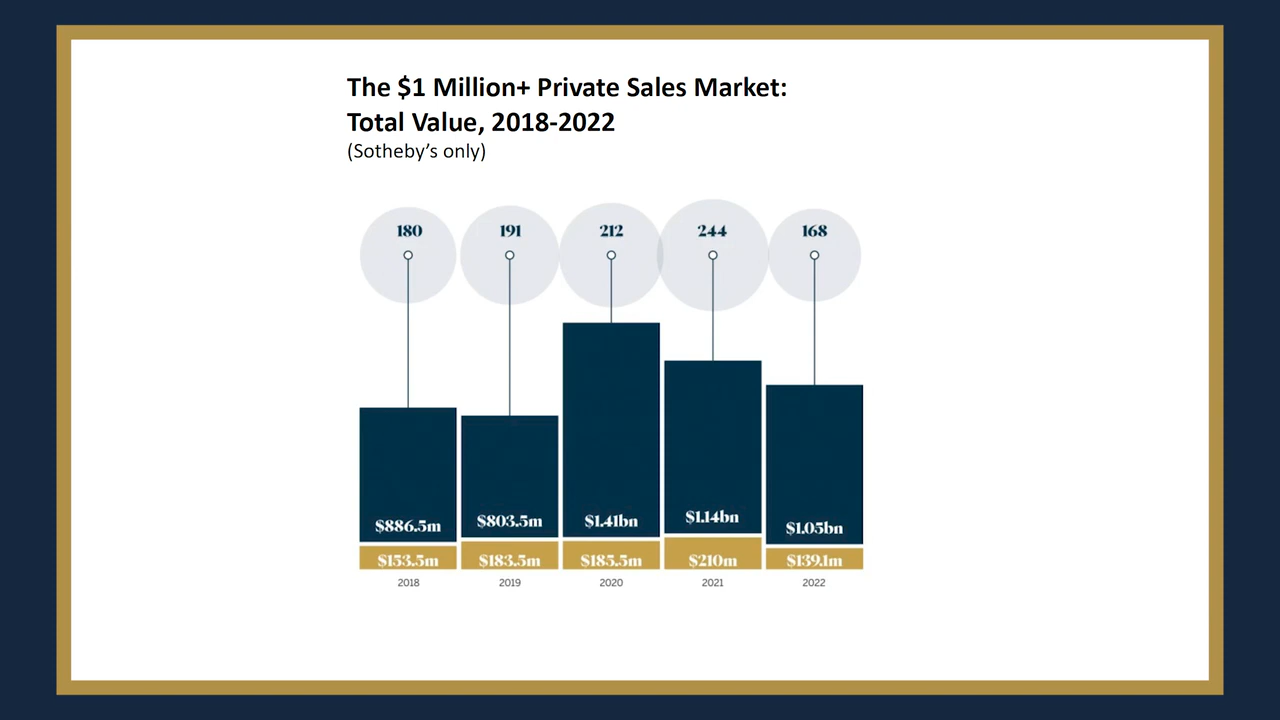 The $1 Million+ Private Sales Market:
Total Value, 2018-2022
(Sotheby's only)
180 191 212 244 168
$886.5m $803.5m $1.41bn $1.14bn $1.05bn
$153.5m $183.5m $185.5m $210m $139.1m
2018 2019 2020 2021 2022